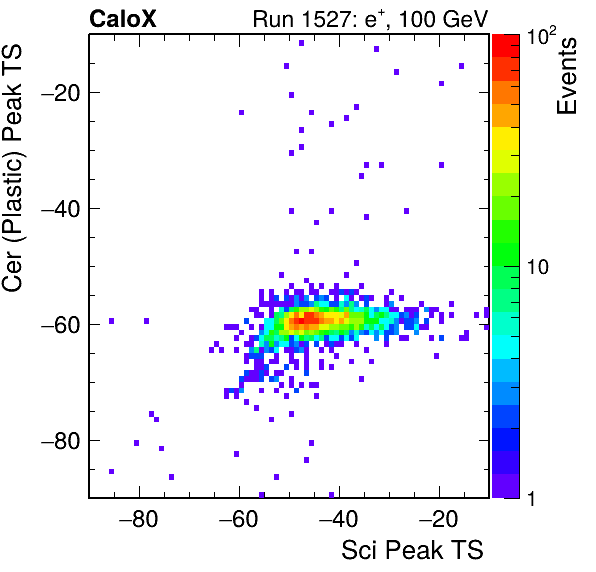 CaloX Run 1527: e⁺, 100 GeV
Cer (Plastic) Peak TS
−20
−40
−60
−80
−80 −60 −40 −20
Sci Peak TS
10²
10
1
Events